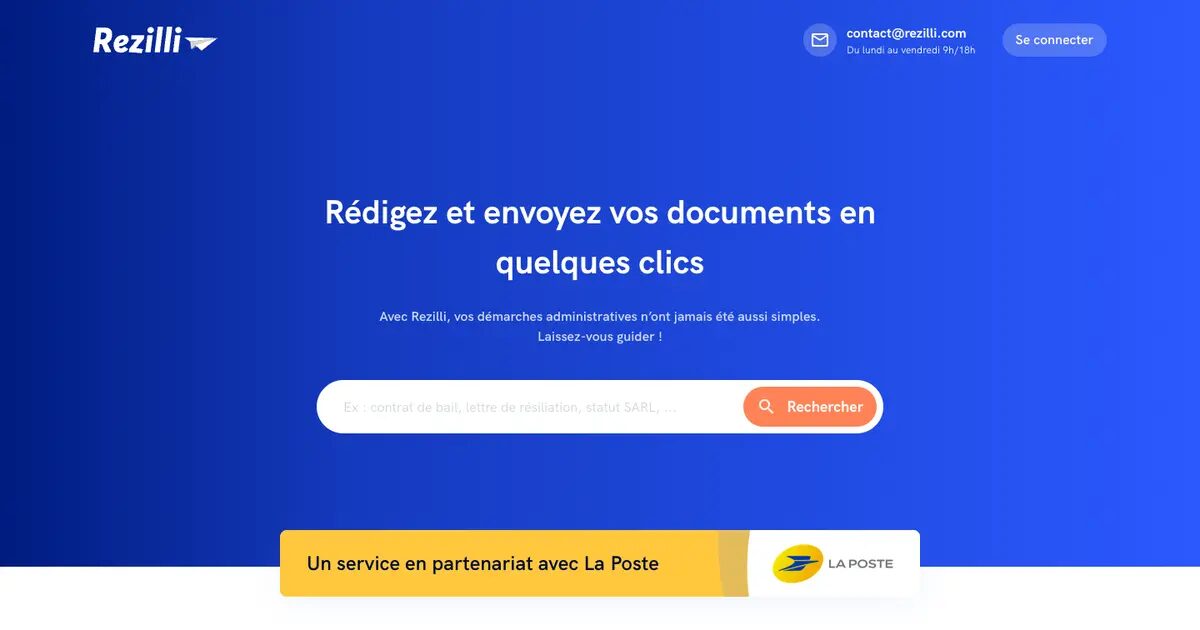 Rezilli
contact@rezilli.com
Du lundi au vendredi 9h/18h
Se connecter
Rédigez et envoyez vos documents en
quelques clics
Avec Rezilli, vos démarches administratives n’ont jamais été aussi simples.
Laissez-vous guider !
Ex : contrat de bail, lettre de résiliation, statut SARL, ...
Rechercher
Un service en partenariat avec La Poste
LA POSTE